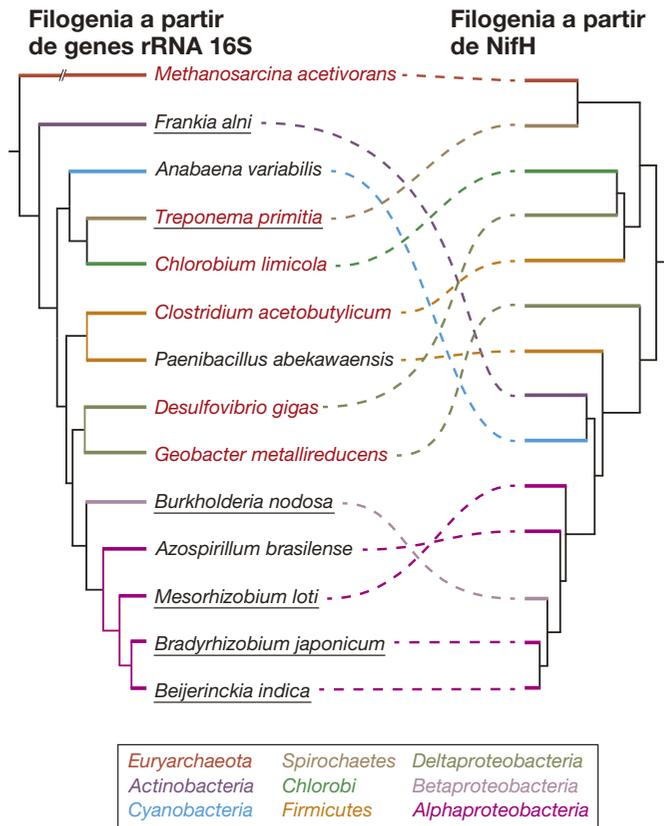 Filogenia a partir
de genes rRNA 16S
Filogenia a partir
de NifH
Methanosarcina acetivorans
Frankia alni
Anabaena variabilis
Treponema primitia
Chlorobium limicola
Clostridium acetobutylicum
Paenibacillus abekawaensis
Desulfovibrio gigas
Geobacter metallireducens
Burkholderia nodosa
Azospirillum brasilense
Mesorhizobium loti
Bradyrhizobium japonicum
Beijerinckia indica
Euryarchaeota Spirochaetes Deltaproteobacteria
Actinobacteria Chlorobi Betaproteobacteria
Cyanobacteria Firmicutes Alphaproteobacteria